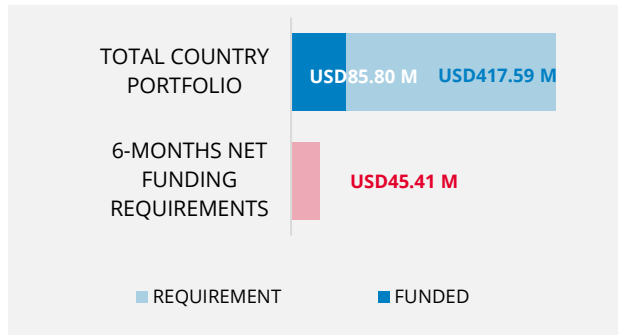 TOTAL COUNTRY
PORTFOLIO
USD85.80 M
USD417.59 M
6-MONTHS NET
FUNDING
REQUIREMENTS
USD45.41 M
REQUIREMENT
FUNDED